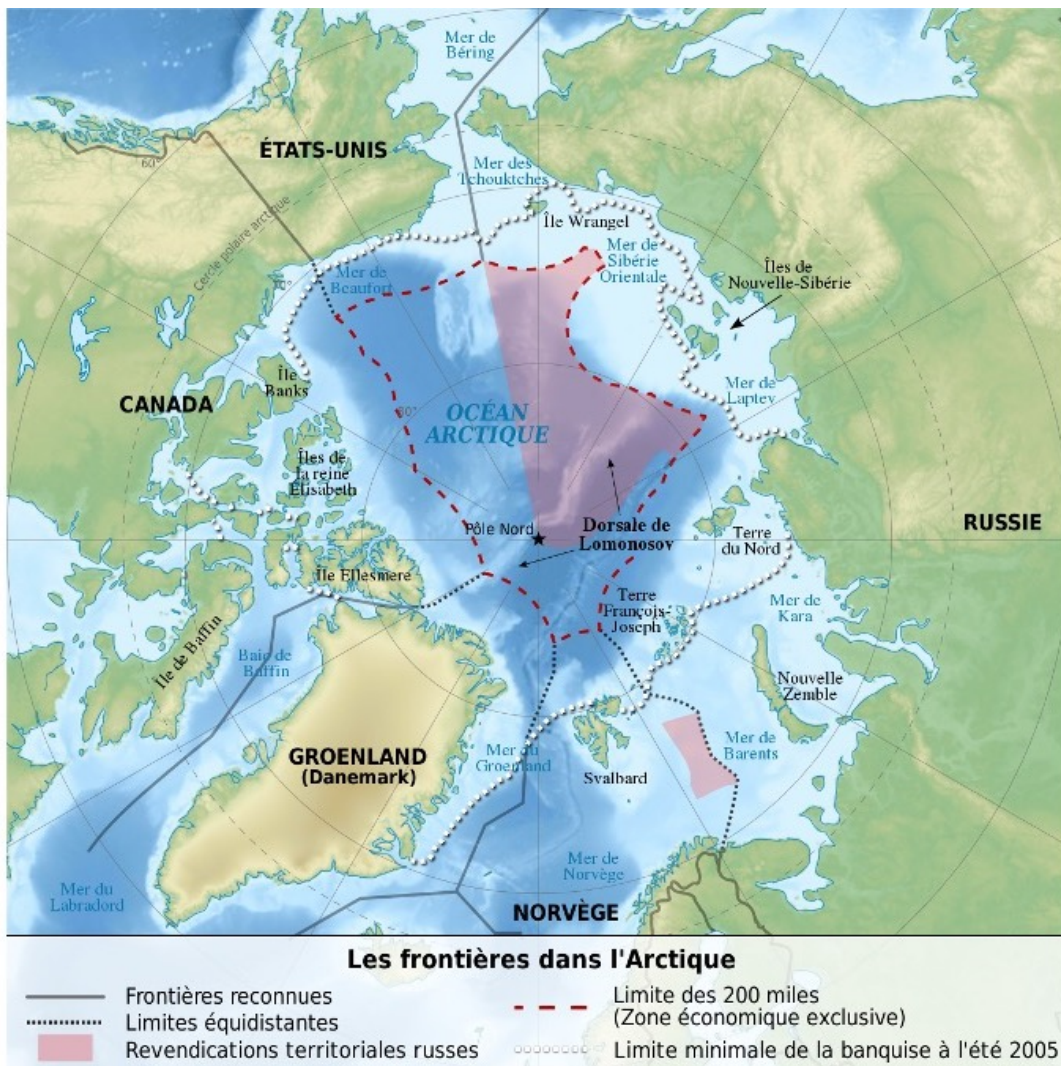 Mer de
Béring
ÉTATS-UNIS
60°
Mer des
Tchouktches
Cercle polaire arctique
Île Wrangel
Mer de
Sibérie
Orientale
Îles de
Nouvelle-Sibérie
Mer de
Beaufort
70°
Île
Banks
CANADA
Mer de
Laptev
80°
OCÉAN
ARCTIQUE
Îles de
la reine
Élisabeth
Pôle Nord
Dorsale de
Lomonosov
RUSSIE
Terre
du Nord
Île Ellesmere
Terre
François-
Joseph
Mer de
Kara
Île de Baffin
Baie de
Baffin
Nouvelle
Zemble
GROENLAND
(Danemark)
Mer du
Groenland
Svalbard
Mer de
Barents
Mer du
Labradord
Mer de
Norvège
NORVÈGE
Les frontières dans l'Arctique
Frontières reconnues
Limites équidistantes
Revendications territoriales russes
Limite des 200 miles
(Zone économique exclusive)
Limite minimale de la banquise à l'été 2005